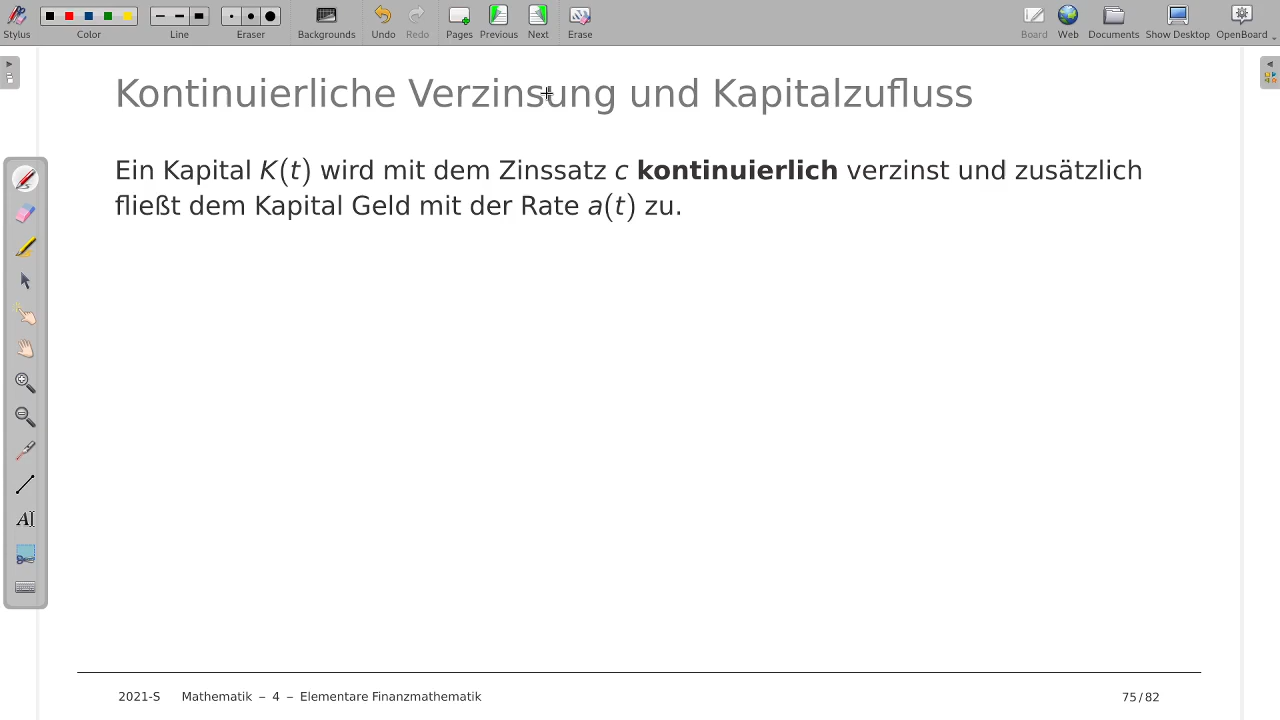 Stylus Color Line Eraser Backgrounds Undo Redo Pages Previous Next Erase Board Web Documents Show Desktop OpenBoard
Kontinuierliche Verzinsung und Kapitalzufluss
Ein Kapital K(t) wird mit dem Zinssatz c kontinuierlich verzinst und zusätzlich
fließt dem Kapital Geld mit der Rate a(t) zu.
2021-S Mathematik – 4 – Elementare Finanzmathematik 75/82